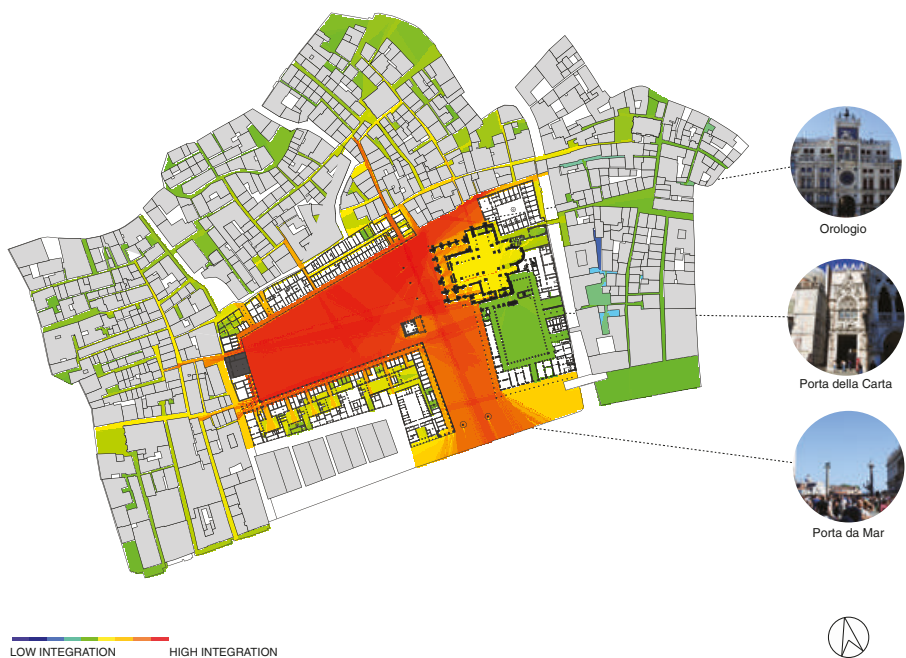 Orologio
Porta della Carta
Porta da Mar
LOW INTEGRATION
HIGH INTEGRATION